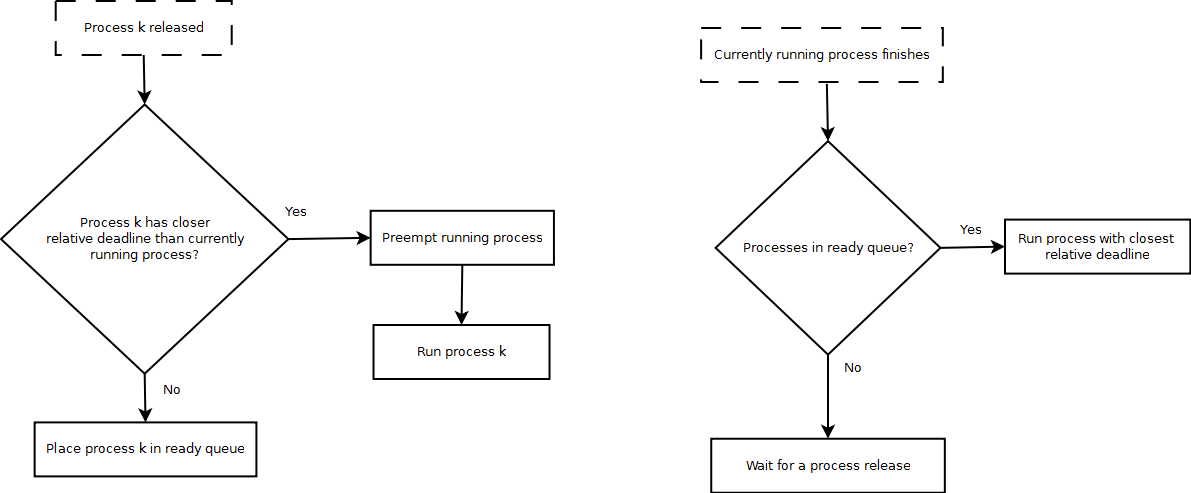 Process k released
Process k has closer
relative deadline than currently
running process?
Yes
Preempt running process
Run process k
No
Place process k in ready queue
Currently running process finishes
Processes in ready queue?
Yes
Run process with closest
relative deadline
No
Wait for a process release